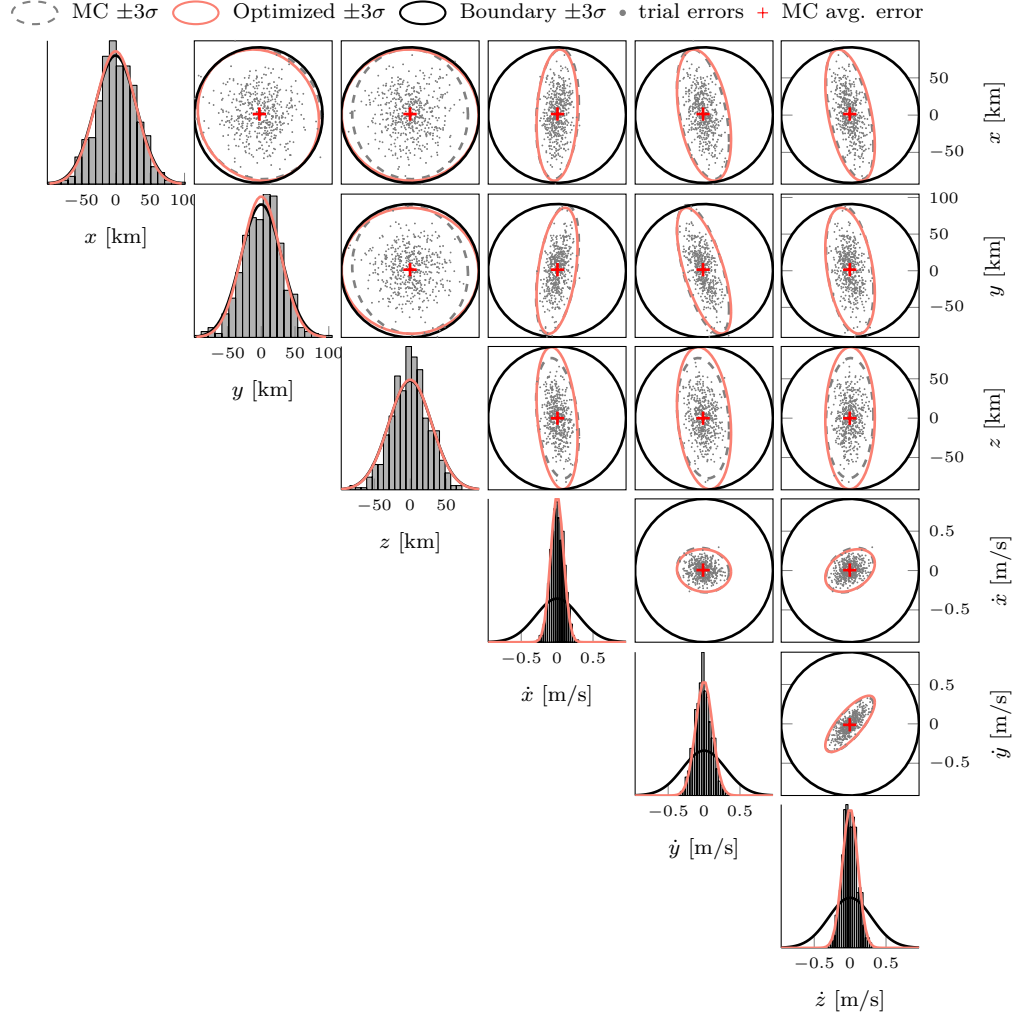 MC ±3σ Optimized ±3σ Boundary ±3σ trial errors MC avg. error
50
0
−50
x [km]
−50 0 50 100
x [km]
100
50
0
−50
y [km]
−50 0 50 100
y [km]
50
0
−50
z [km]
−50 0 50
z [km]
0.5
0
−0.5
ẋ [m/s]
−0.5 0 0.5
ẋ [m/s]
0.5
0
−0.5
ẏ [m/s]
−0.5 0 0.5
ẏ [m/s]
−0.5 0 0.5
ż [m/s]